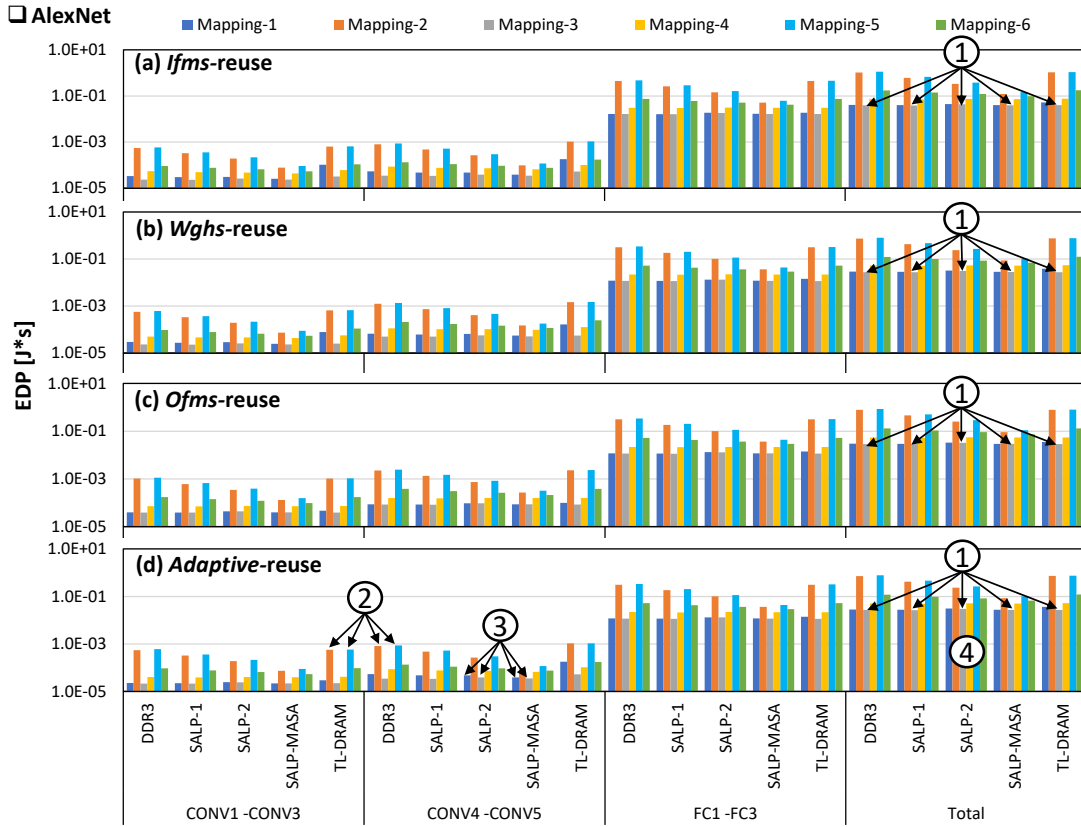 ❑ AlexNet
Mapping-1 Mapping-2 Mapping-3 Mapping-4 Mapping-5 Mapping-6
EDP [J*s]
1.0E+01
1.0E-01
1.0E-03
1.0E-05
(a) Ifms-reuse
1
1.0E+01
1.0E-01
1.0E-03
1.0E-05
(b) Wghs-reuse
1
1.0E+01
1.0E-01
1.0E-03
1.0E-05
(c) Ofms-reuse
1
1.0E+01
1.0E-01
1.0E-03
1.0E-05
(d) Adaptive-reuse
1
2
3
4
DDR3 SALP-1 SALP-2 SALP-MASA TL-DRAM DDR3 SALP-1 SALP-2 SALP-MASA TL-DRAM DDR3 SALP-1 SALP-2 SALP-MASA TL-DRAM DDR3 SALP-1 SALP-2 SALP-MASA TL-DRAM
CONV1 -CONV3 CONV4 -CONV5 FC1 -FC3 Total